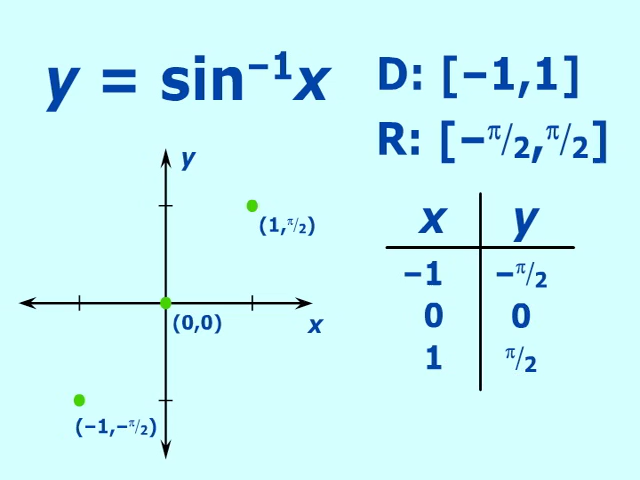 y = sin⁻¹x
D: [−1,1]
R: [−π/2,π/2]
y
(1,π/2)
(0,0)
x
(−1,−π/2)
x y
−1 −π/2
0 0
1 π/2